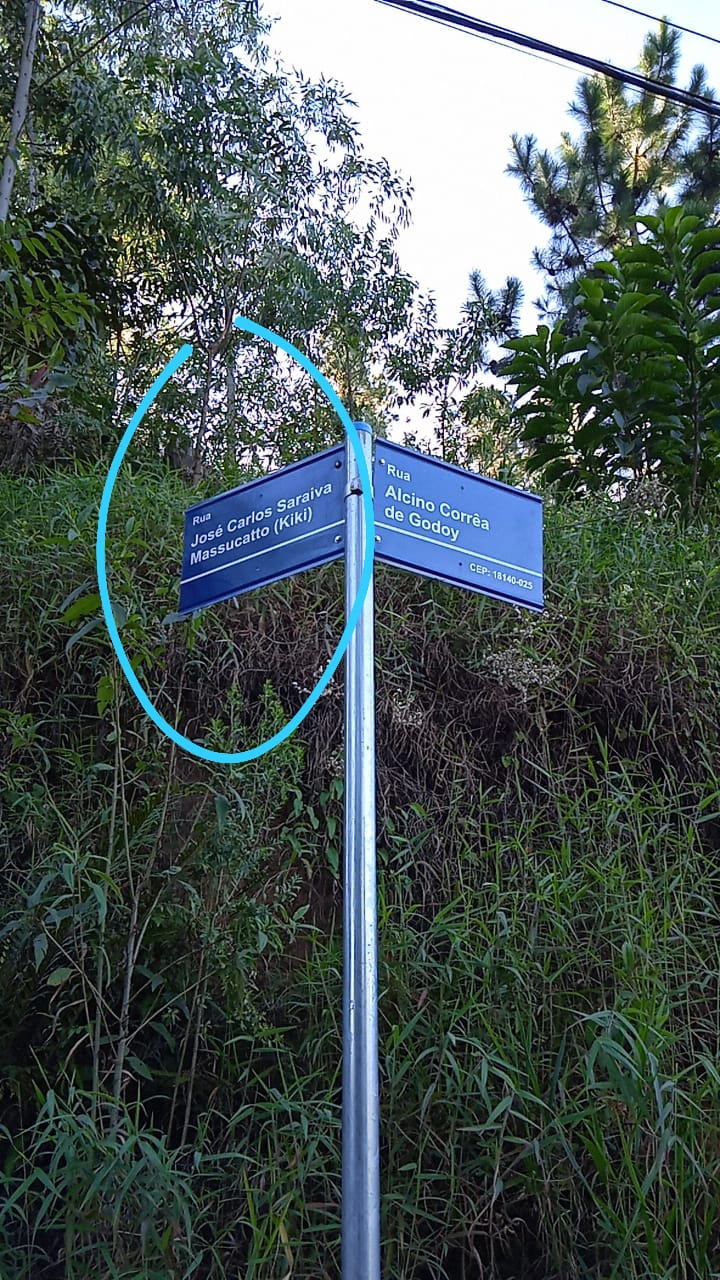 Rua
José Carlos Saraiva
Massucatto (Kiki)
Rua
Alcino Corrêa
de Godoy
CEP: 18140-025